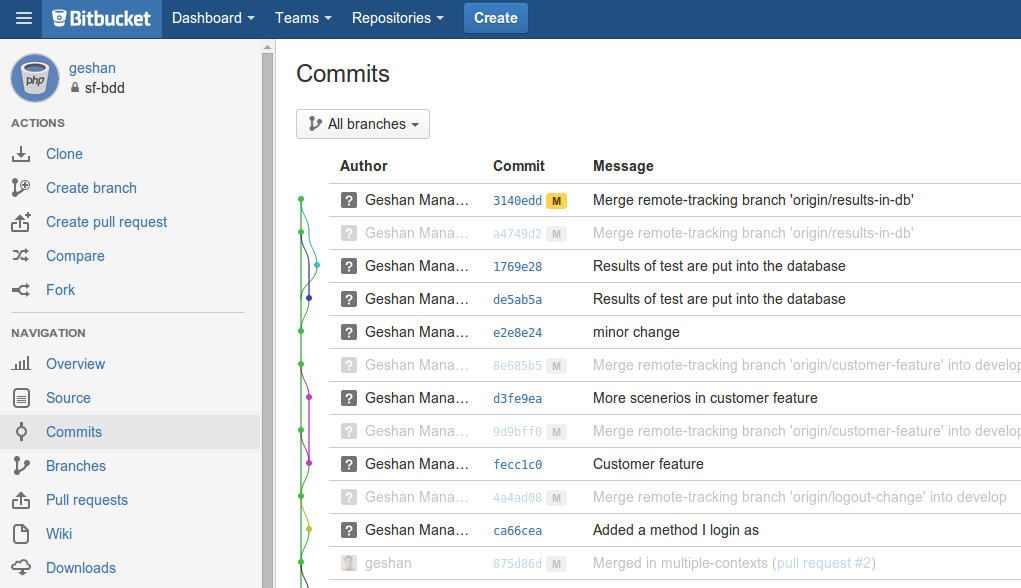 Bitbucket Dashboard Teams Repositories Create
geshan
sf-bdd
php
ACTIONS
Clone
Create branch
Create pull request
Compare
Fork
NAVIGATION
Overview
Source
Commits
Branches
Pull requests
Wiki
Downloads
Commits
All branches
Author Commit Message
? Geshan Mana... 3140edd M Merge remote-tracking branch 'origin/results-in-db'
? Geshan Mana... a4749d2 M Merge remote-tracking branch 'origin/results-in-db'
? Geshan Mana... 1769e28 Results of test are put into the database
? Geshan Mana... de5ab5a Results of test are put into the database
? Geshan Mana... e2e8e24 minor change
? Geshan Mana... 8e685b5 M Merge remote-tracking branch 'origin/customer-feature' into develop
? Geshan Mana... d3fe9ea More scenerios in customer feature
? Geshan Mana... 9d9bff0 M Merge remote-tracking branch 'origin/customer-feature' into develop
? Geshan Mana... fecc1c0 Customer feature
? Geshan Mana... 4a4ad08 M Merge remote-tracking branch 'origin/logout-change' into develop
? Geshan Mana... ca66cea Added a method I login as
geshan 875d86d M Merged in multiple-contexts (pull request #2)